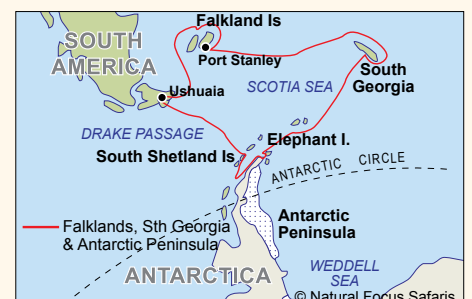 Falkland Is
SOUTH
AMERICA
Port Stanley
Ushuaia
SCOTIA SEA
South
Georgia
DRAKE PASSAGE
Elephant I.
South Shetland Is
ANTARCTIC CIRCLE
Antarctic
Peninsula
Falklands, Sth Georgia
& Antarctic Peninsula
WEDDELL
SEA
ANTARCTICA
© Natural Focus Safaris